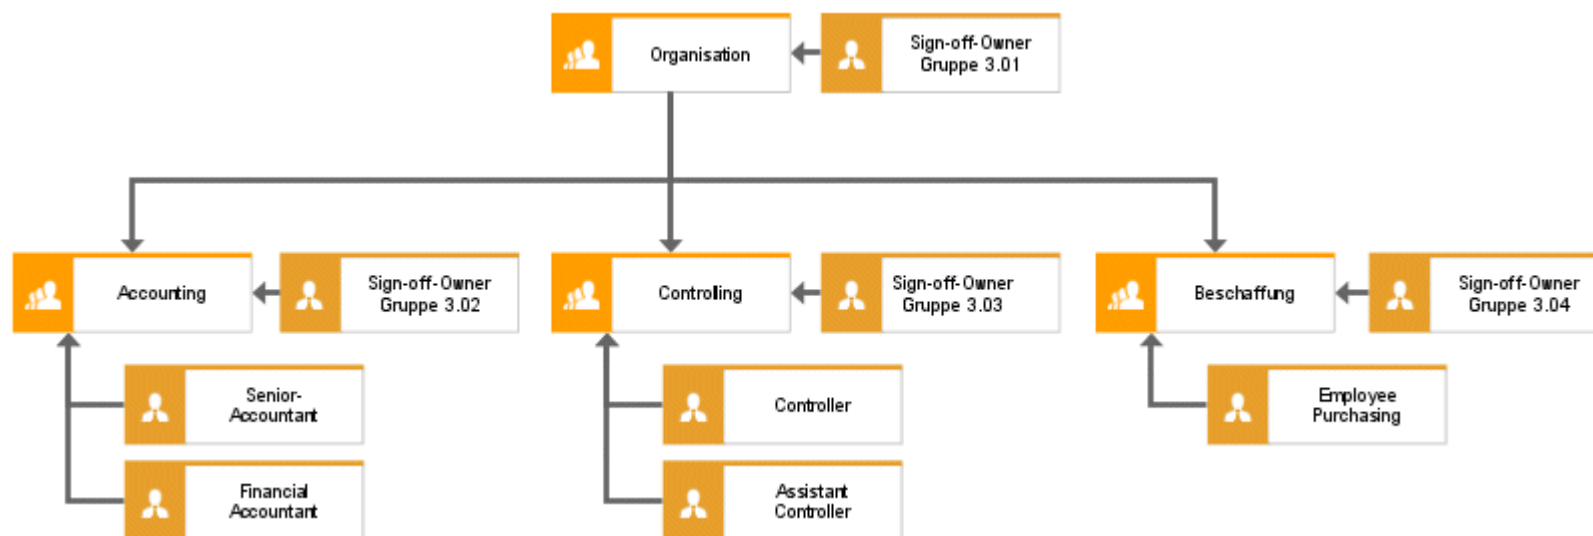 Organisation
Sign-off-Owner
Gruppe 3.01
Accounting
Sign-off-Owner
Gruppe 3.02
Controlling
Sign-off-Owner
Gruppe 3.03
Beschaffung
Sign-off-Owner
Gruppe 3.04
Senior-
Accountant
Controller
Employee
Purchasing
Financial
Accountant
Assistant
Controller